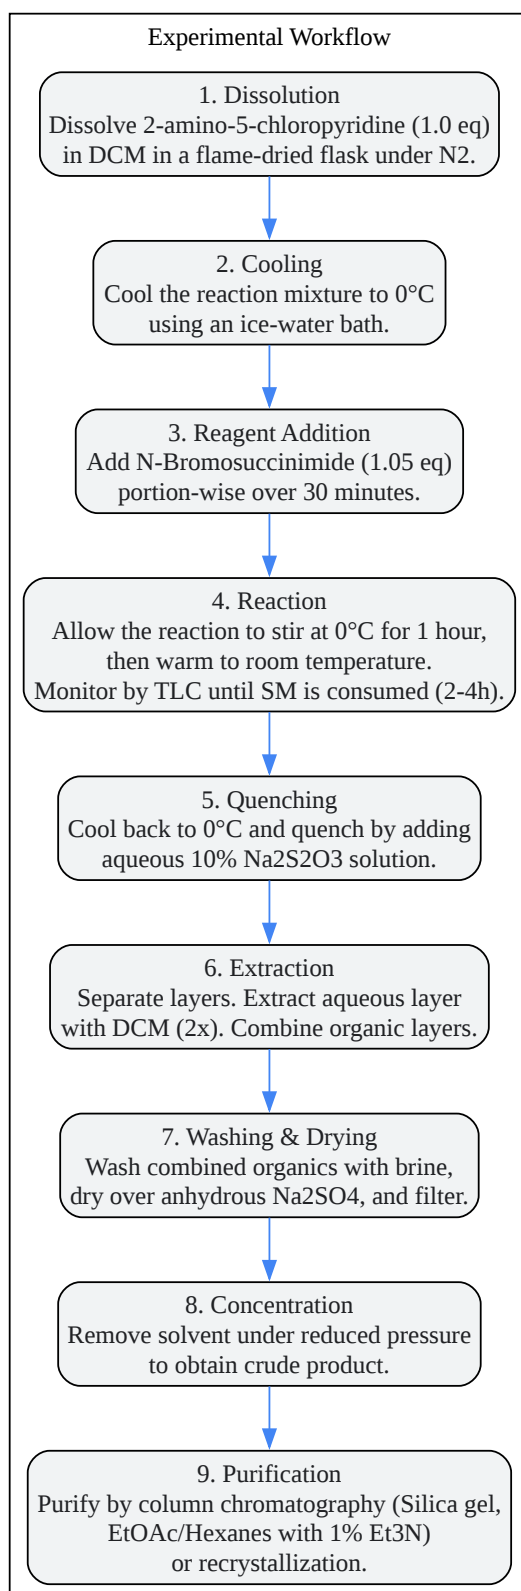 Experimental Workflow
1. Dissolution
Dissolve 2-amino-5-chloropyridine (1.0 eq)
in DCM in a flame-dried flask under N2.
2. Cooling
Cool the reaction mixture to 0°C
using an ice-water bath.
3. Reagent Addition
Add N-Bromosuccinimide (1.05 eq)
portion-wise over 30 minutes.
4. Reaction
Allow the reaction to stir at 0°C for 1 hour,
then warm to room temperature.
Monitor by TLC until SM is consumed (2-4h).
5. Quenching
Cool back to 0°C and quench by adding
aqueous 10% Na2S2O3 solution.
6. Extraction
Separate layers. Extract aqueous layer
with DCM (2x). Combine organic layers.
7. Washing & Drying
Wash combined organics with brine,
dry over anhydrous Na2SO4, and filter.
8. Concentration
Remove solvent under reduced pressure
to obtain crude product.
9. Purification
Purify by column chromatography (Silica gel,
EtOAc/Hexanes with 1% Et3N)
or recrystallization.